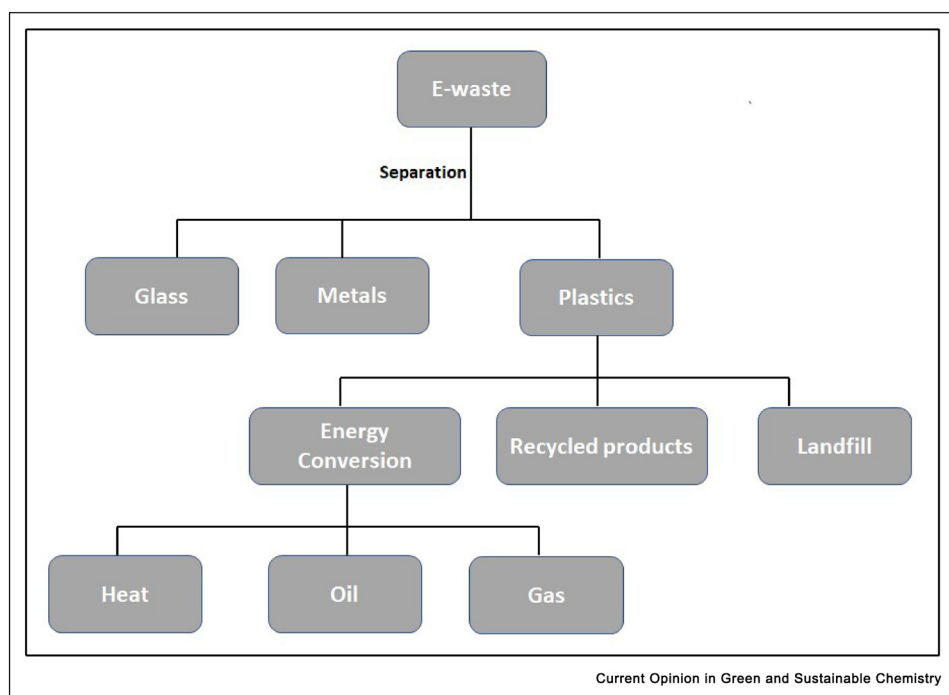 E-waste
Separation
Glass
Metals
Plastics
Energy
Conversion
Recycled products
Landfill
Heat
Oil
Gas
Current Opinion in Green and Sustainable Chemistry